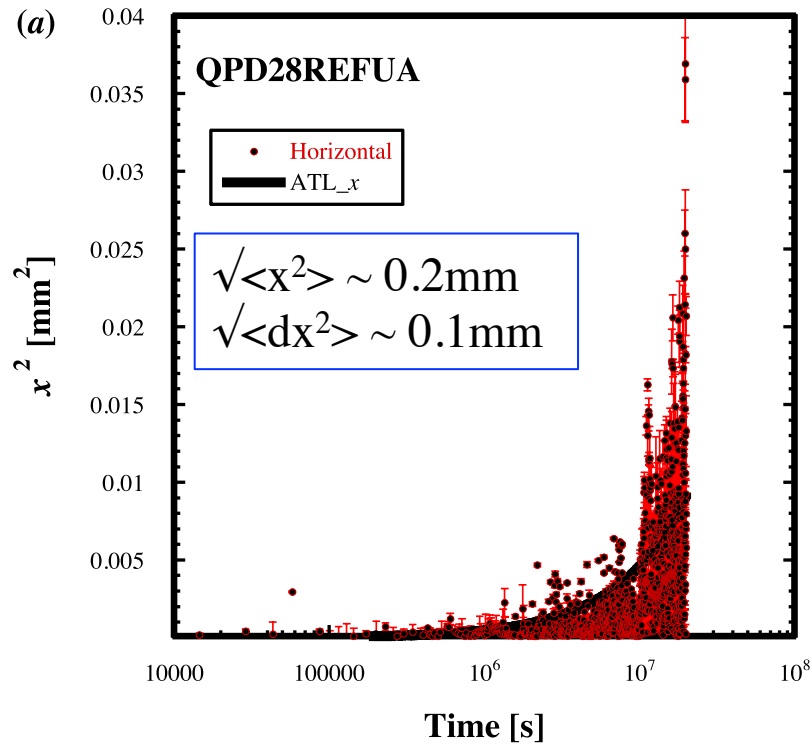 (a)
QPD28REFUA
Horizontal
ATL_x
√<x²> ~ 0.2mm
√<dx²> ~ 0.1mm
x² [mm²]
0.04
0.035
0.03
0.025
0.02
0.015
0.01
0.005
10000 100000 10⁶ 10⁷ 10⁸
Time [s]